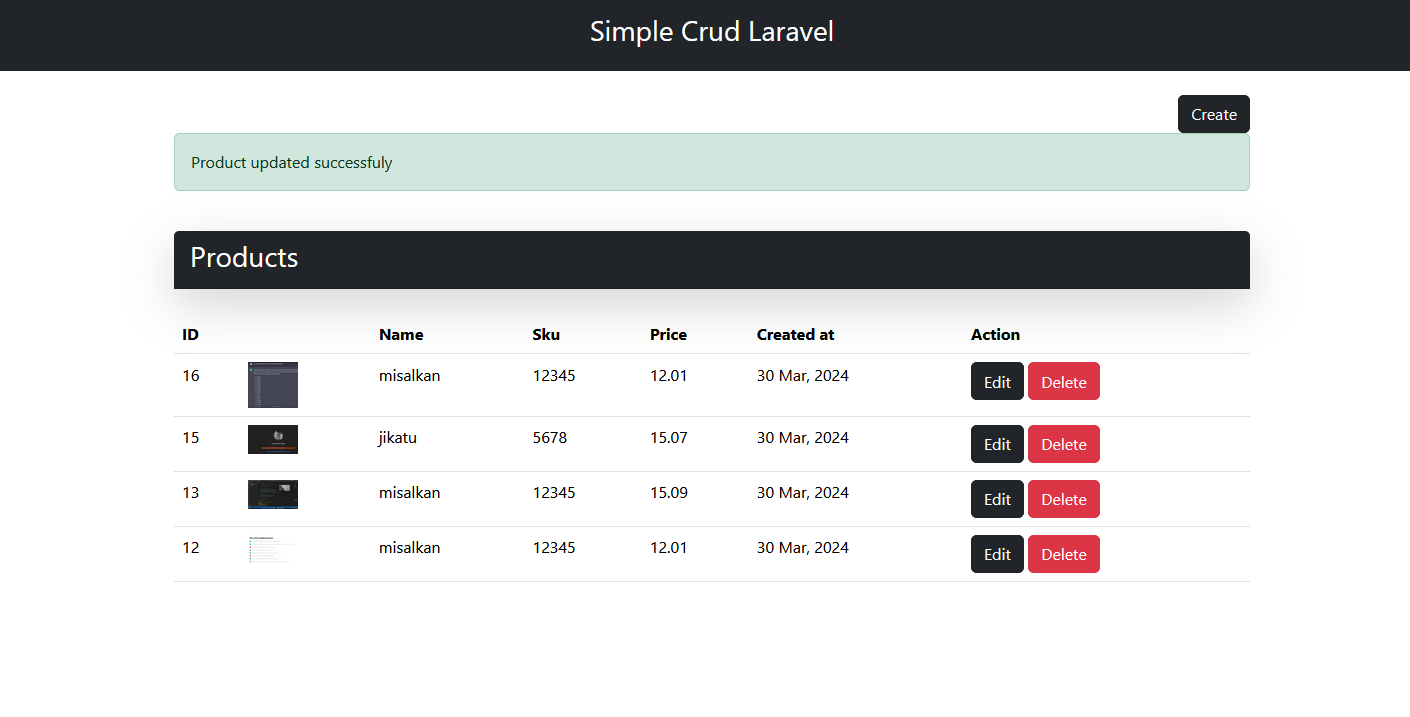 Simple Crud Laravel
Create
Product updated successfuly
Products
ID Name Sku Price Created at Action
16 misalkan 12345 12.01 30 Mar, 2024 Edit Delete
15 jikatu 5678 15.07 30 Mar, 2024 Edit Delete
13 misalkan 12345 15.09 30 Mar, 2024 Edit Delete
12 misalkan 12345 12.01 30 Mar, 2024 Edit Delete